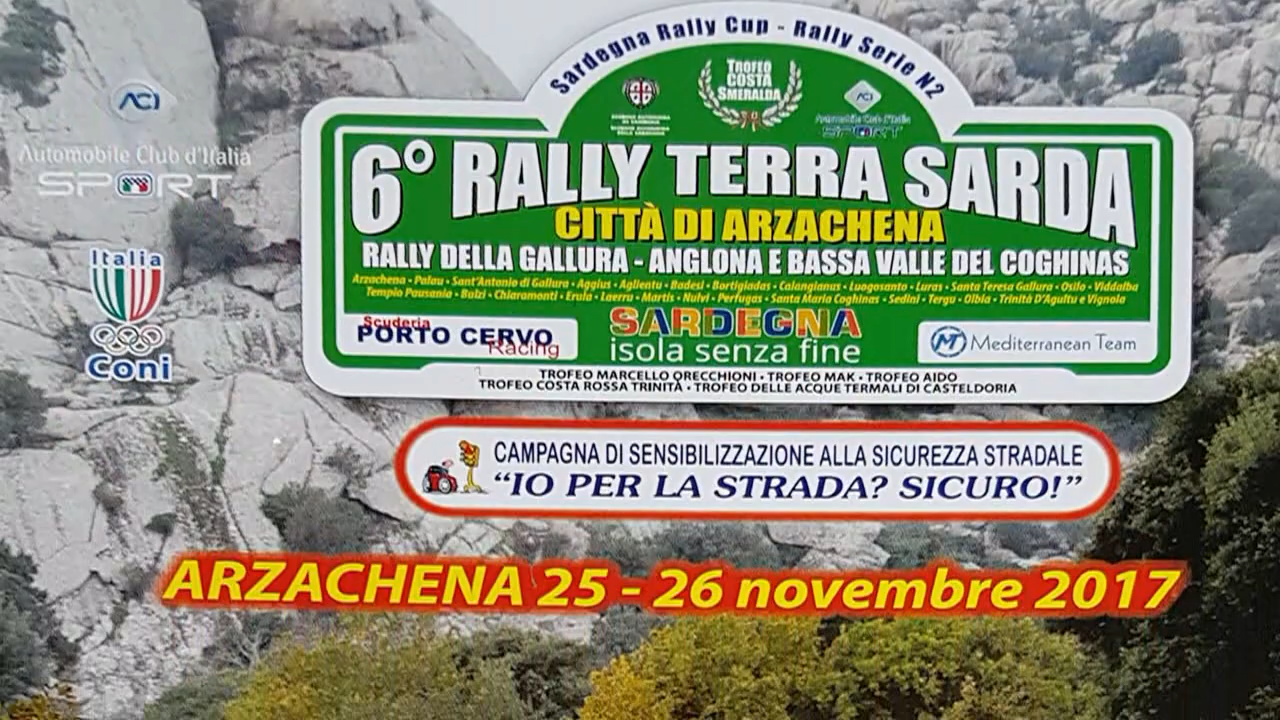 Sardegna Rally Cup - Rally Serie N2
TROFEO
COSTA
SMERALDA
ACI
Automobile Club d'Italia
SPORT
ACI
Automobile Club d'Italia
SPORT
6° RALLY TERRA SARDA
CITTÀ DI ARZACHENA
RALLY DELLA GALLURA - ANGLONA E BASSA VALLE DEL COGHINAS
Arzachena - Palau - Sant'Antonio di Gallura - Aggius - Aglientu - Badesi - Bortigiadas - Calangianus - Luogosanto - Luras - Santa Teresa Gallura - Osilo - Viddalba
Tempio Pausania - Bulzi - Chiaramonti - Erula - Laerru - Martis - Nulvi - Perfugas - Santa Maria Coghinas - Sedini - Tergu - Olbia - Trinità D'Agultu e Vignola
Italia
Coni
Scuderia
PORTO CERVO
Racing
SARDEGNA
isola senza fine
MT Mediterranean Team
TROFEO MARCELLO ORECCHIONI • TROFEO MAK • TROFEO AIDO
TROFEO COSTA ROSSA TRINITÀ • TROFEO DELLE ACQUE TERMALI DI CASTELDORIA
CAMPAGNA DI SENSIBILIZZAZIONE ALLA SICUREZZA STRADALE
“IO PER LA STRADA? SICURO!”
ARZACHENA 25 - 26 novembre 2017